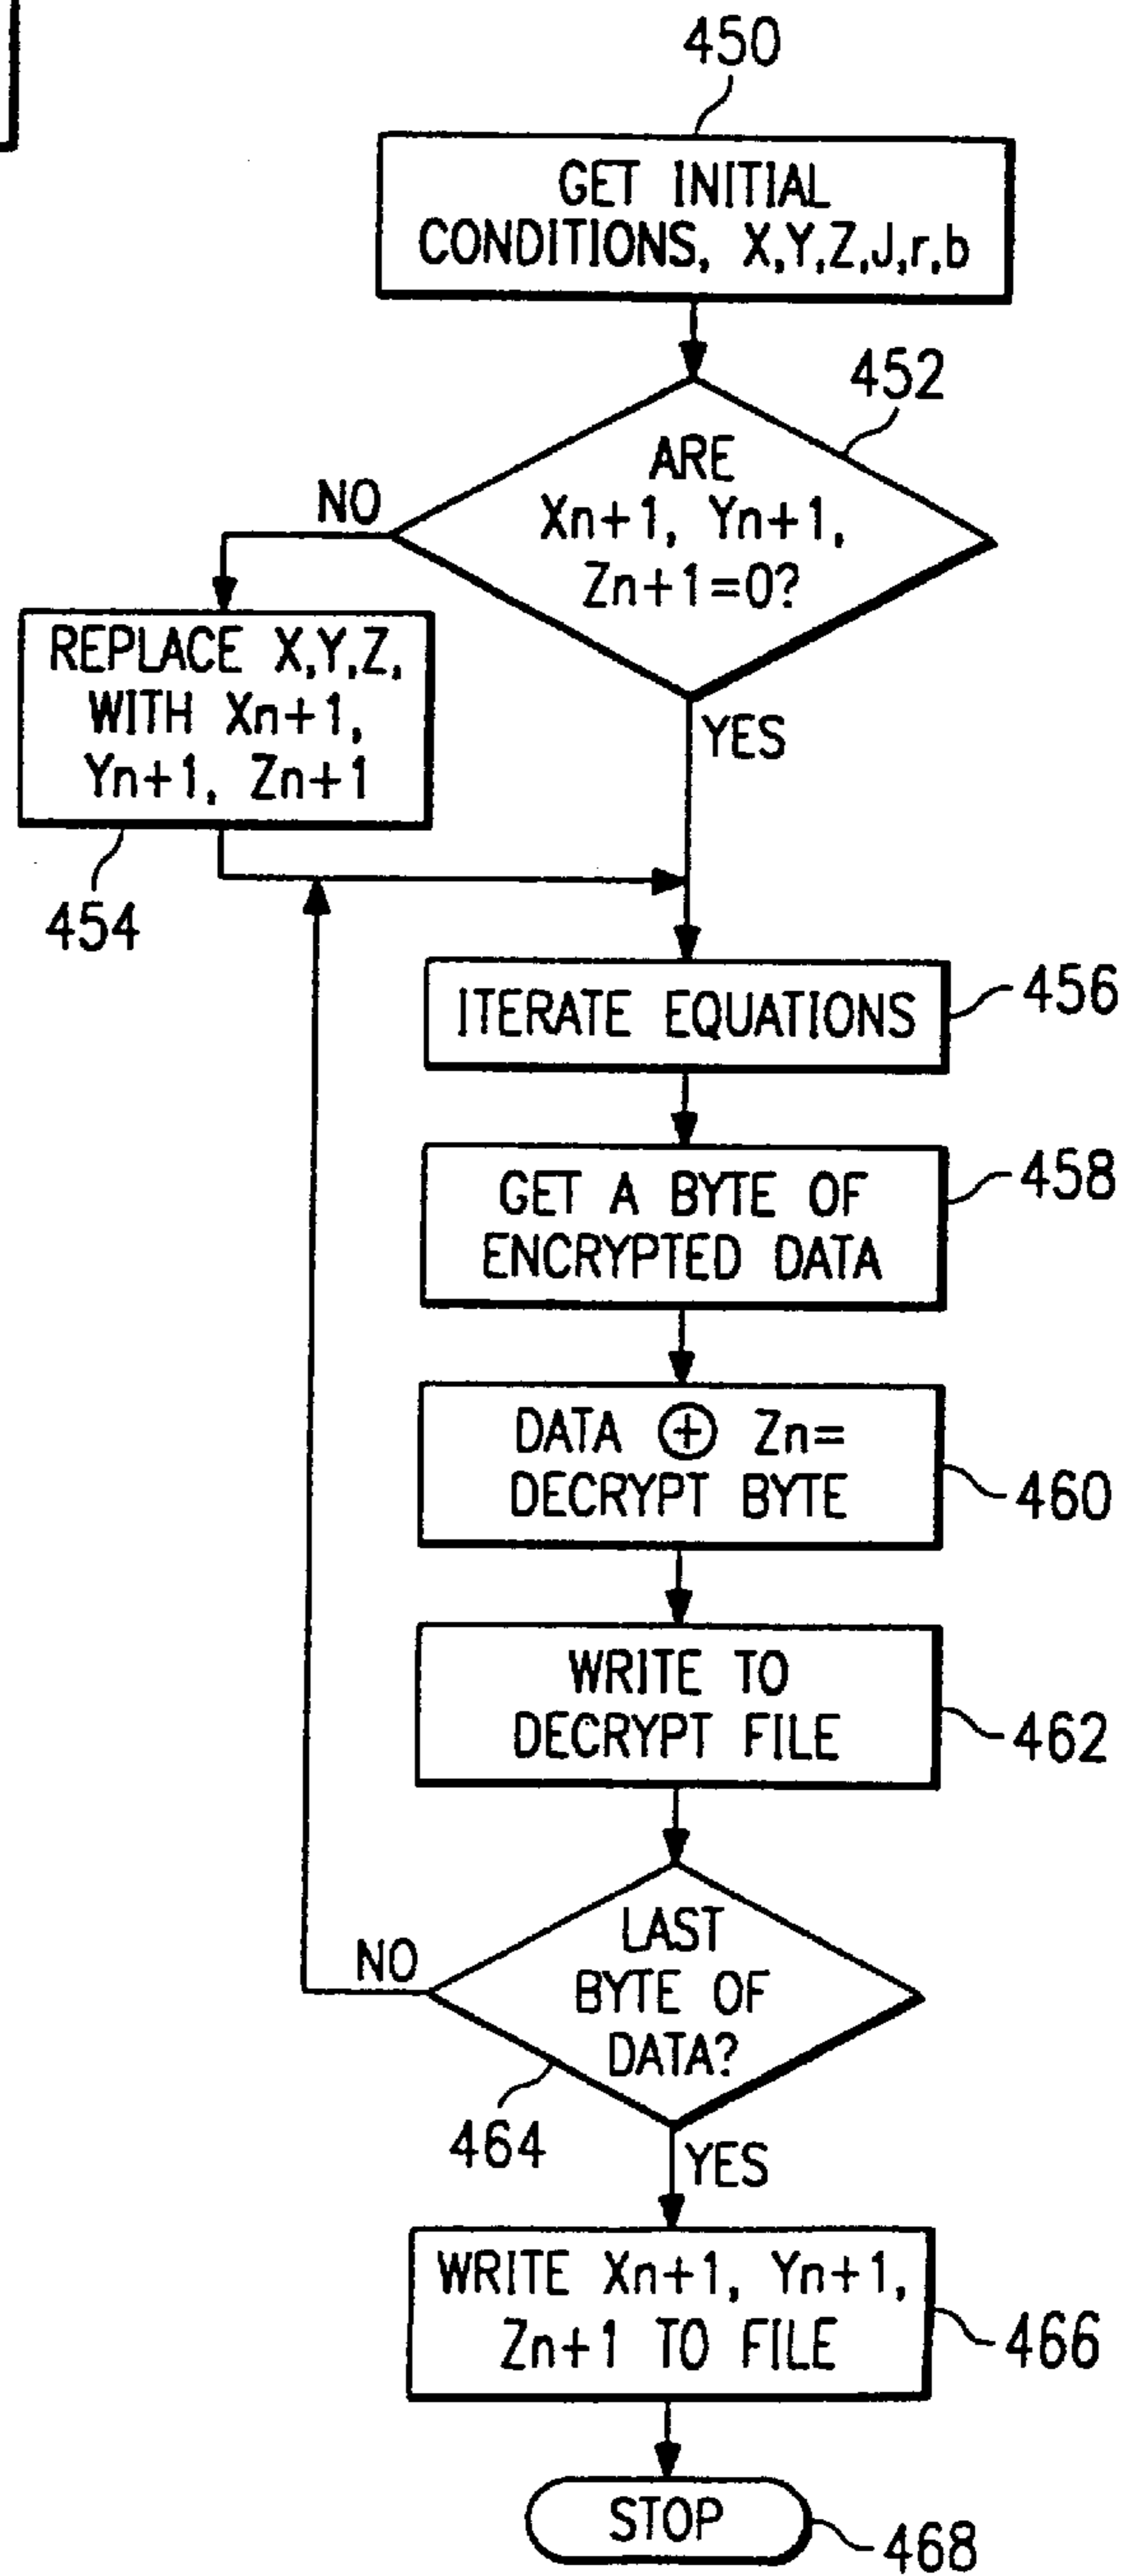 450
GET INITIAL
CONDITIONS, X,Y,Z,J,r,b
452
ARE
Xn+1, Yn+1,
Zn+1=0?
NO
REPLACE X,Y,Z,
WITH Xn+1,
Yn+1, Zn+1
YES
454
ITERATE EQUATIONS
456
GET A BYTE OF
ENCRYPTED DATA
458
DATA ⊕ Zn=
DECRYPT BYTE
460
WRITE TO
DECRYPT FILE
462
LAST
BYTE OF
DATA?
NO
464
YES
WRITE Xn+1, Yn+1,
Zn+1 TO FILE
466
STOP
468